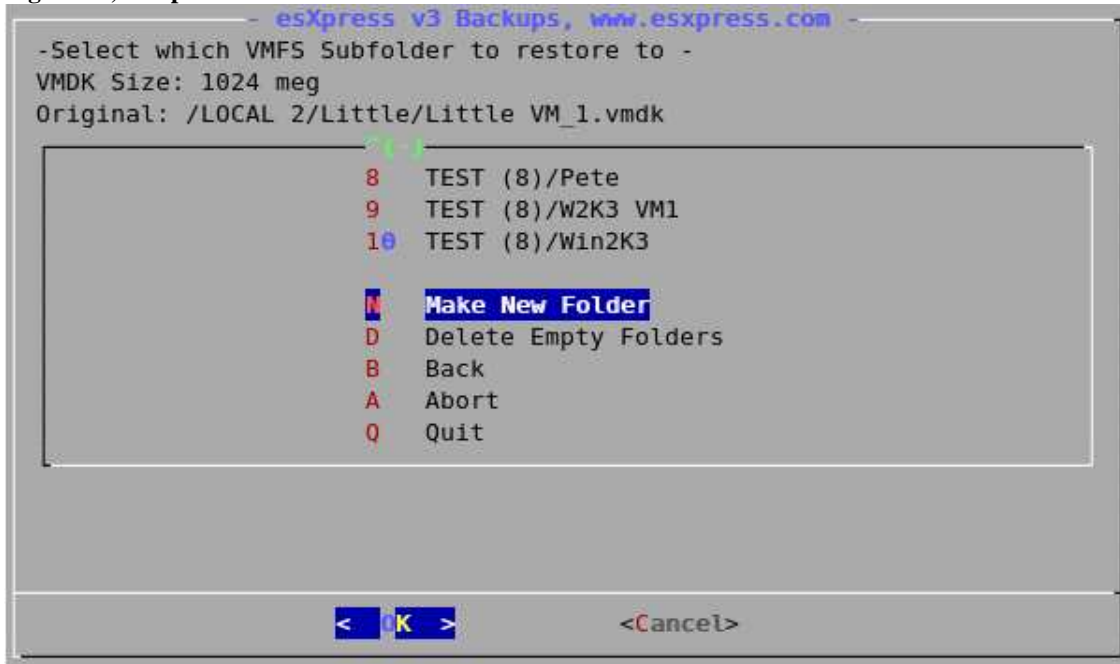 - esXpress v3 Backups, www.esxpress.com -
-Select which VMFS Subfolder to restore to -
VMDK Size: 1024 meg
Original: /LOCAL 2/Little/Little VM_1.vmdk
^(-)
8 TEST (8)/Pete
9 TEST (8)/W2K3 VM1
10 TEST (8)/Win2K3
N Make New Folder
D Delete Empty Folders
B Back
A Abort
Q Quit
< OK > <Cancel>